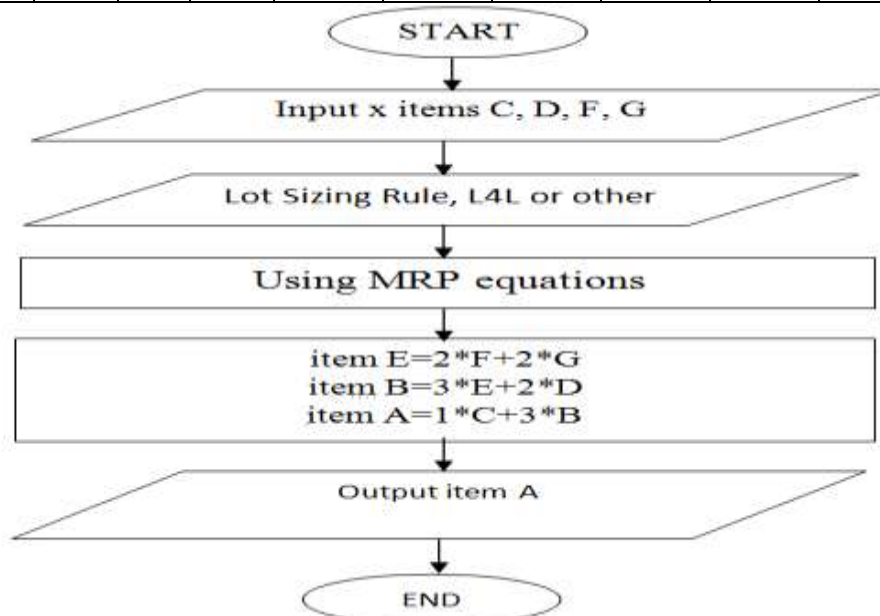 START
Input x items C, D, F, G
Lot Sizing Rule, L4L or other
Using MRP equations
item E=2*F+2*G
item B=3*E+2*D
item A=1*C+3*B
Output item A
END